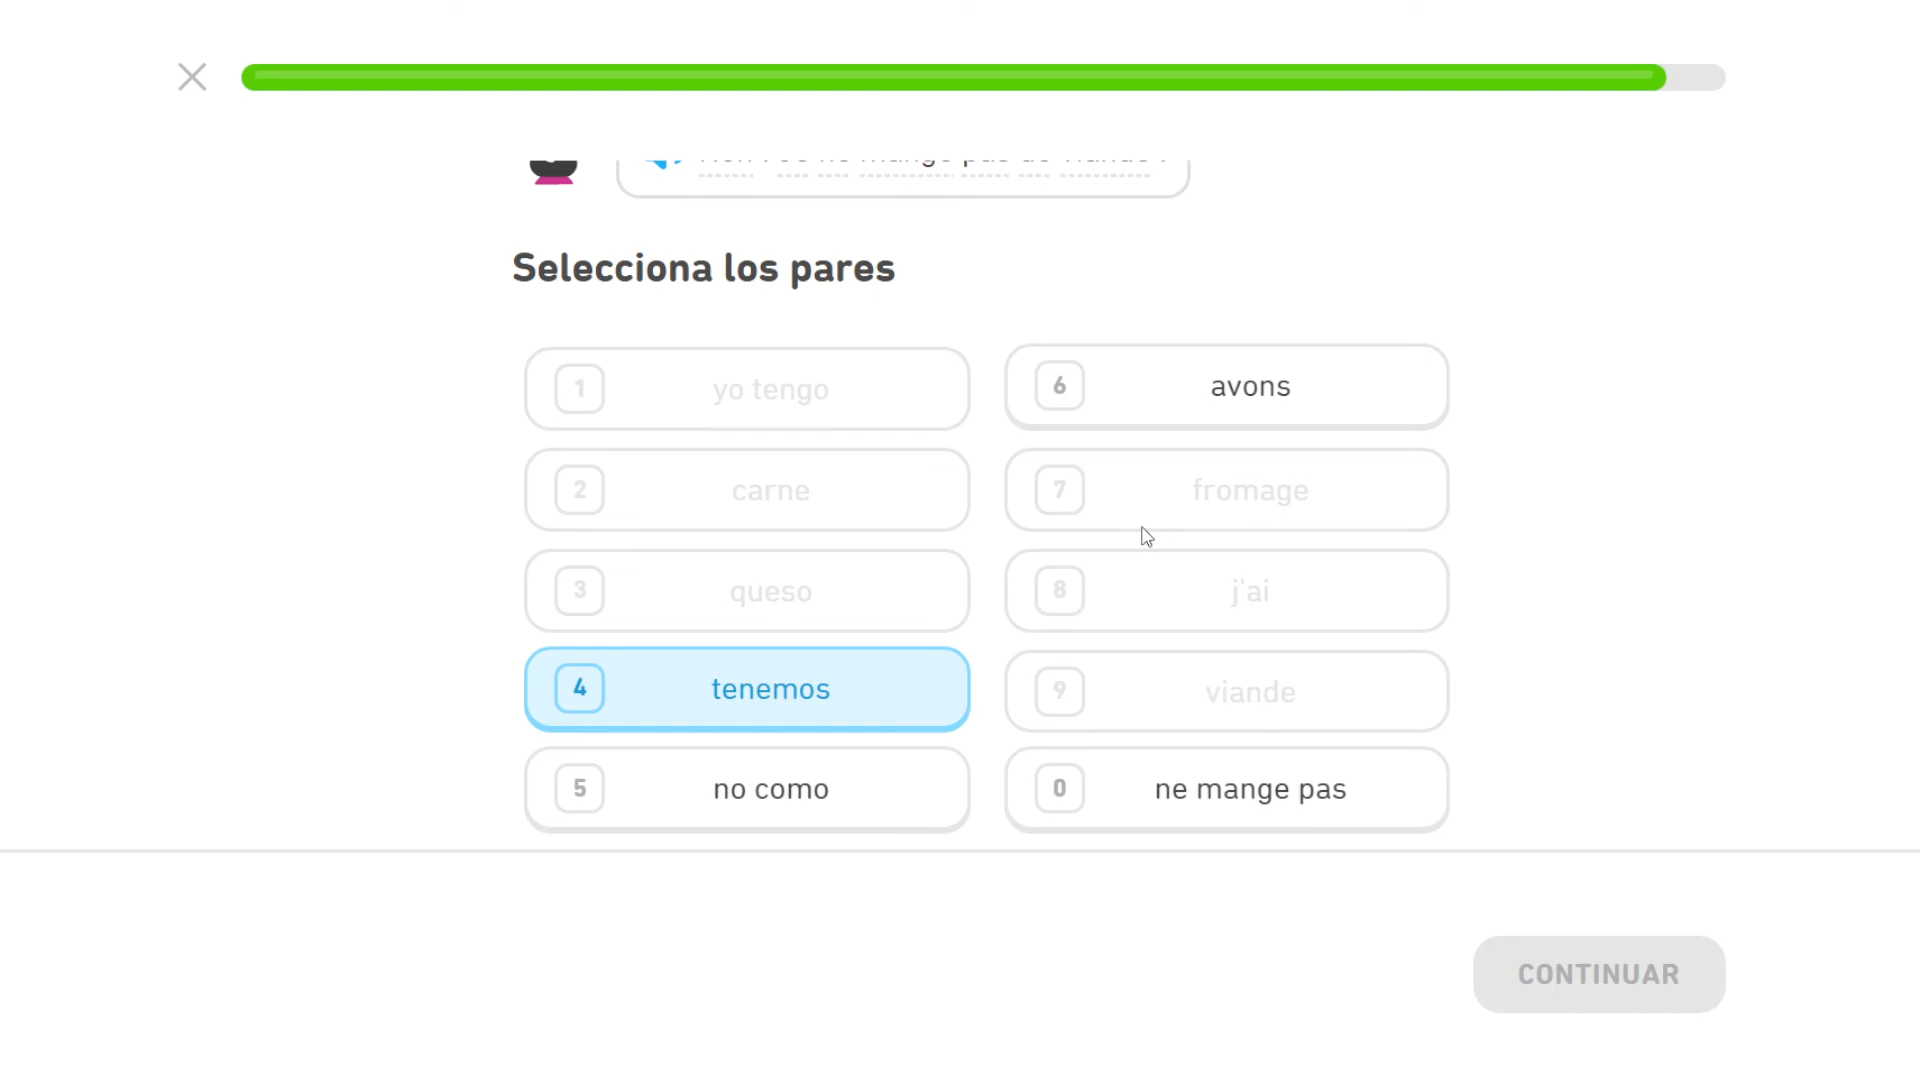 Selecciona los pares
1 yo tengo
6 avons
2 carne
7 fromage
3 queso
8 j'ai
4 tenemos
9 viande
5 no como
0 ne mange pas
CONTINUAR